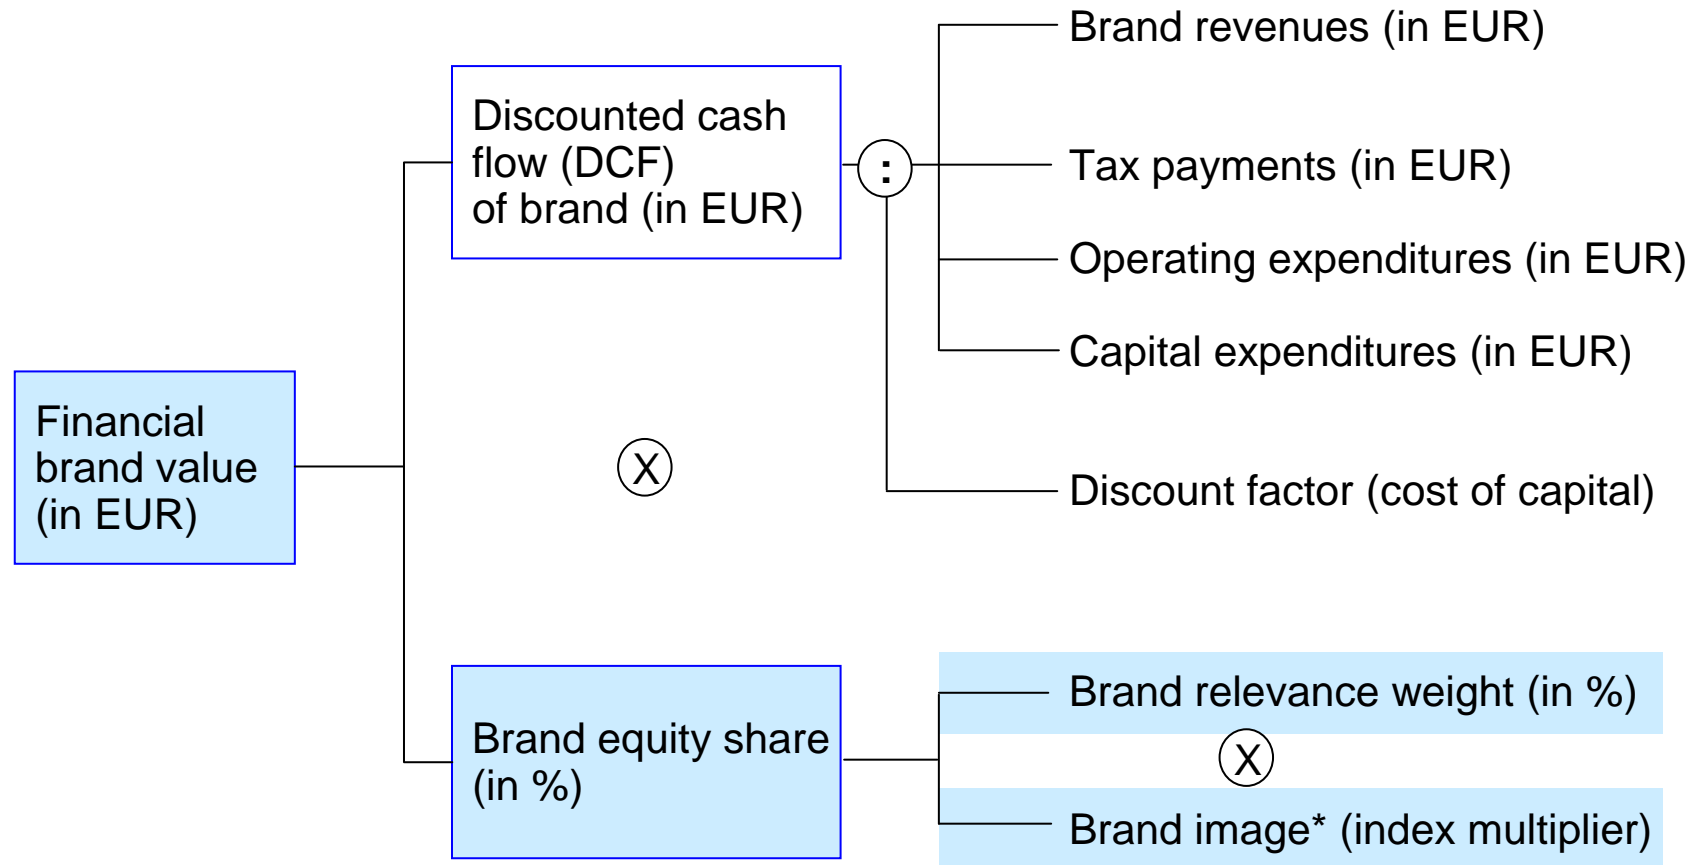 Brand revenues (in EUR)
Discounted cash
flow (DCF)
of brand (in EUR)
:
Tax payments (in EUR)
Operating expenditures (in EUR)
Capital expenditures (in EUR)
Financial
brand value
(in EUR)
X
Discount factor (cost of capital)
Brand equity share
(in %)
Brand relevance weight (in %)
X
Brand image* (index multiplier)